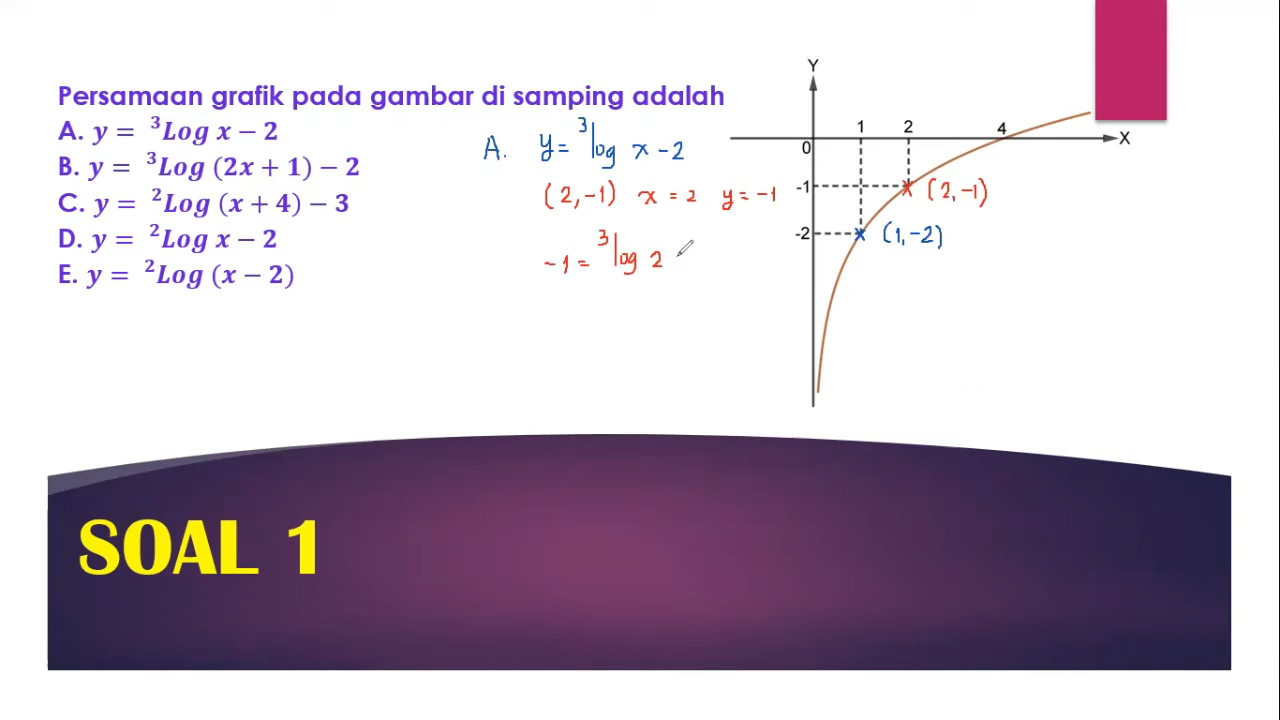 Persamaan grafik pada gambar di samping adalah
A. y = ³Log x − 2
B. y = ³Log (2x + 1) − 2
C. y = ²Log (x + 4) − 3
D. y = ²Log x − 2
E. y = ²Log (x − 2)
A. y = ³log x − 2
(2, −1) x = 2 y = −1
−1 = ³log 2
Y
1 2 4
0 X
-1 (2, −1)
-2 (1, −2)
SOAL 1